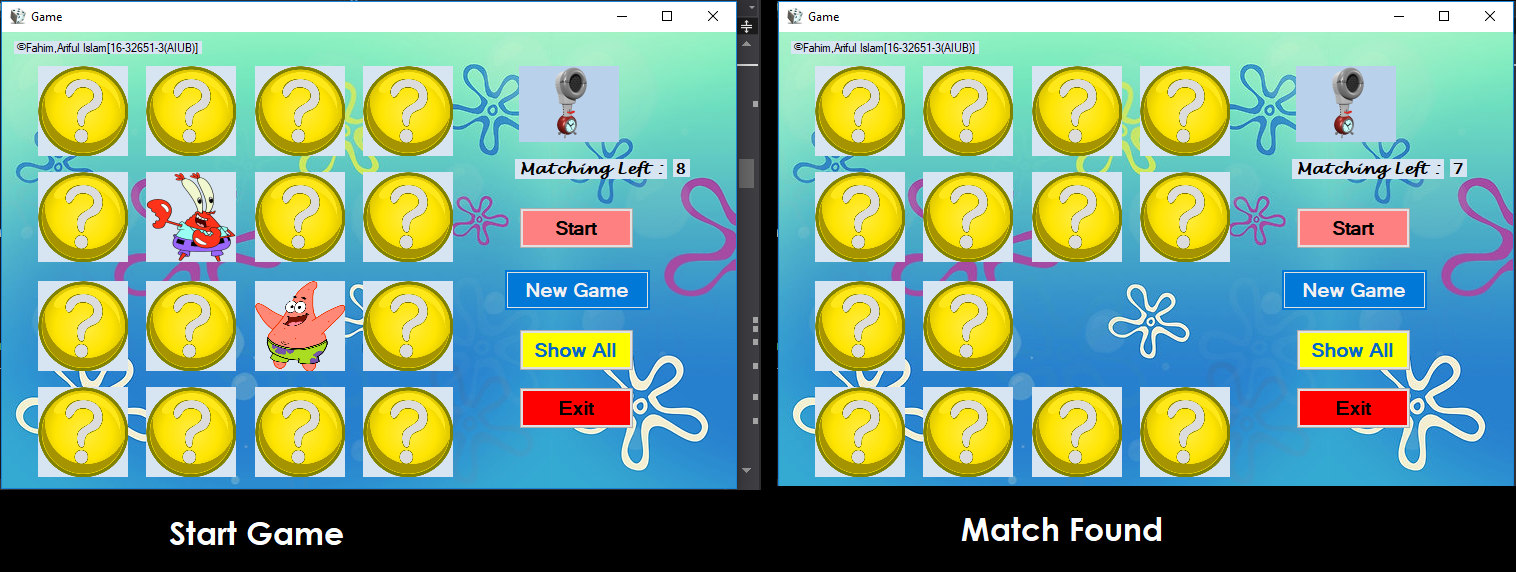 Game
©Fahim,Ariful Islam[16-32651-3(AIUB)]
? ? ? ?
Matching Left : 8
? ? ?
Start
New Game
? ? ?
Show All
? ? ? ?
Exit
Start Game
Game
©Fahim,Ariful Islam[16-32651-3(AIUB)]
? ? ? ?
Matching Left : 7
? ? ? ?
Start
New Game
? ?
Show All
? ? ? ?
Exit
Match Found